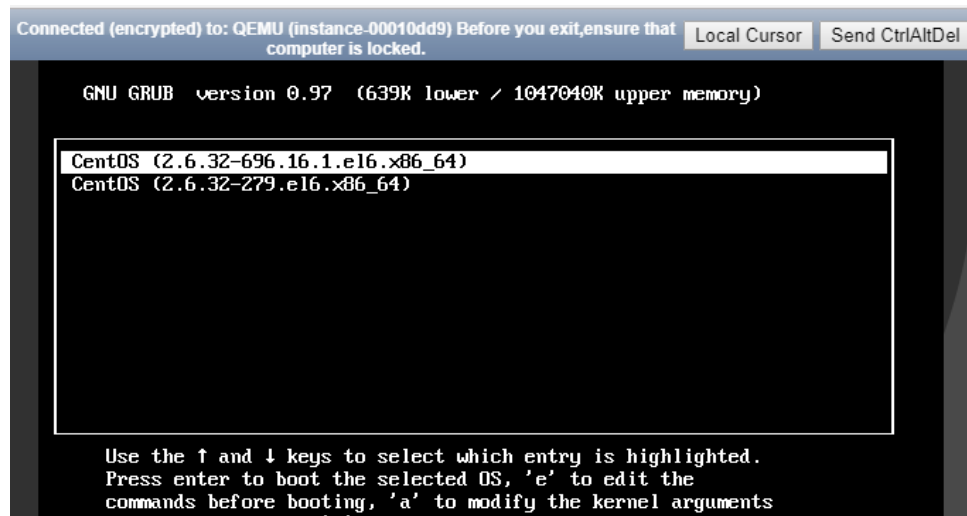 Connected (encrypted) to: QEMU (instance-00010dd9) Before you exit,ensure that
computer is locked.
Local Cursor
Send CtrlAltDel
GNU GRUB version 0.97 (639K lower / 1047040K upper memory)
CentOS (2.6.32-696.16.1.el6.x86_64)
CentOS (2.6.32-279.el6.x86_64)
Use the ↑ and ↓ keys to select which entry is highlighted.
Press enter to boot the selected OS, 'e' to edit the
commands before booting, 'a' to modify the kernel arguments